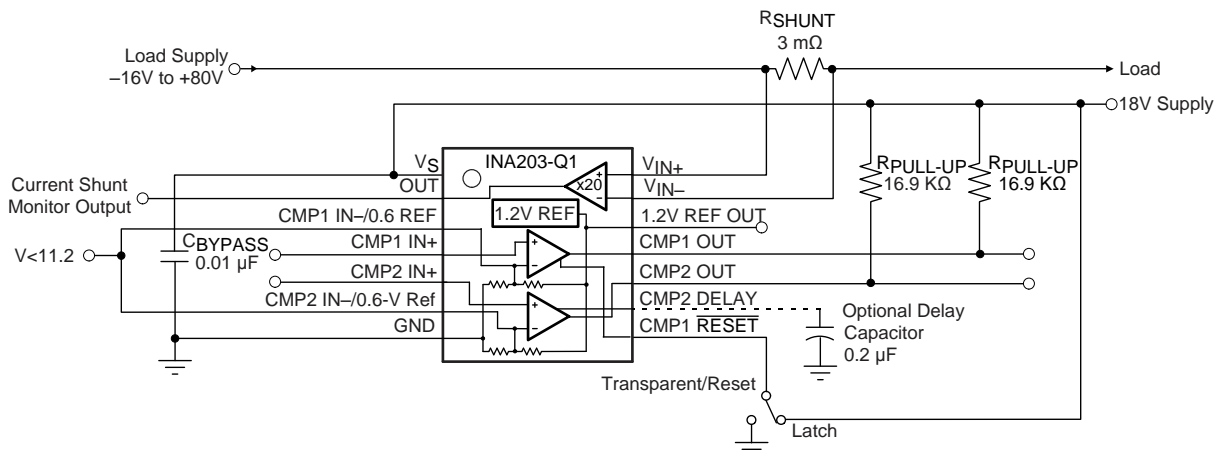 RSHUNT
3 mΩ
Load Supply
–16V to +80V
Load
18V Supply
INA203-Q1
VS
OUT
VIN+
VIN–
x20
+
–
RPULL-UP
16.9 KΩ
RPULL-UP
16.9 KΩ
Current Shunt
Monitor Output
CMP1 IN–/0.6 REF
1.2V REF
1.2V REF OUT
CMP1 IN+
CMP1 OUT
+
–
V<11.2
CBYPASS
0.01 µF
CMP2 IN+
CMP2 OUT
CMP2 IN–/0.6-V Ref
CMP2 DELAY
+
–
GND
CMP1 RESET
Optional Delay
Capacitor
0.2 µF
Transparent/Reset
Latch